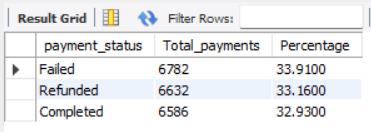 Result Grid Filter Rows:
payment_status Total_payments Percentage
Failed 6782 33.9100
Refunded 6632 33.1600
Completed 6586 32.9300